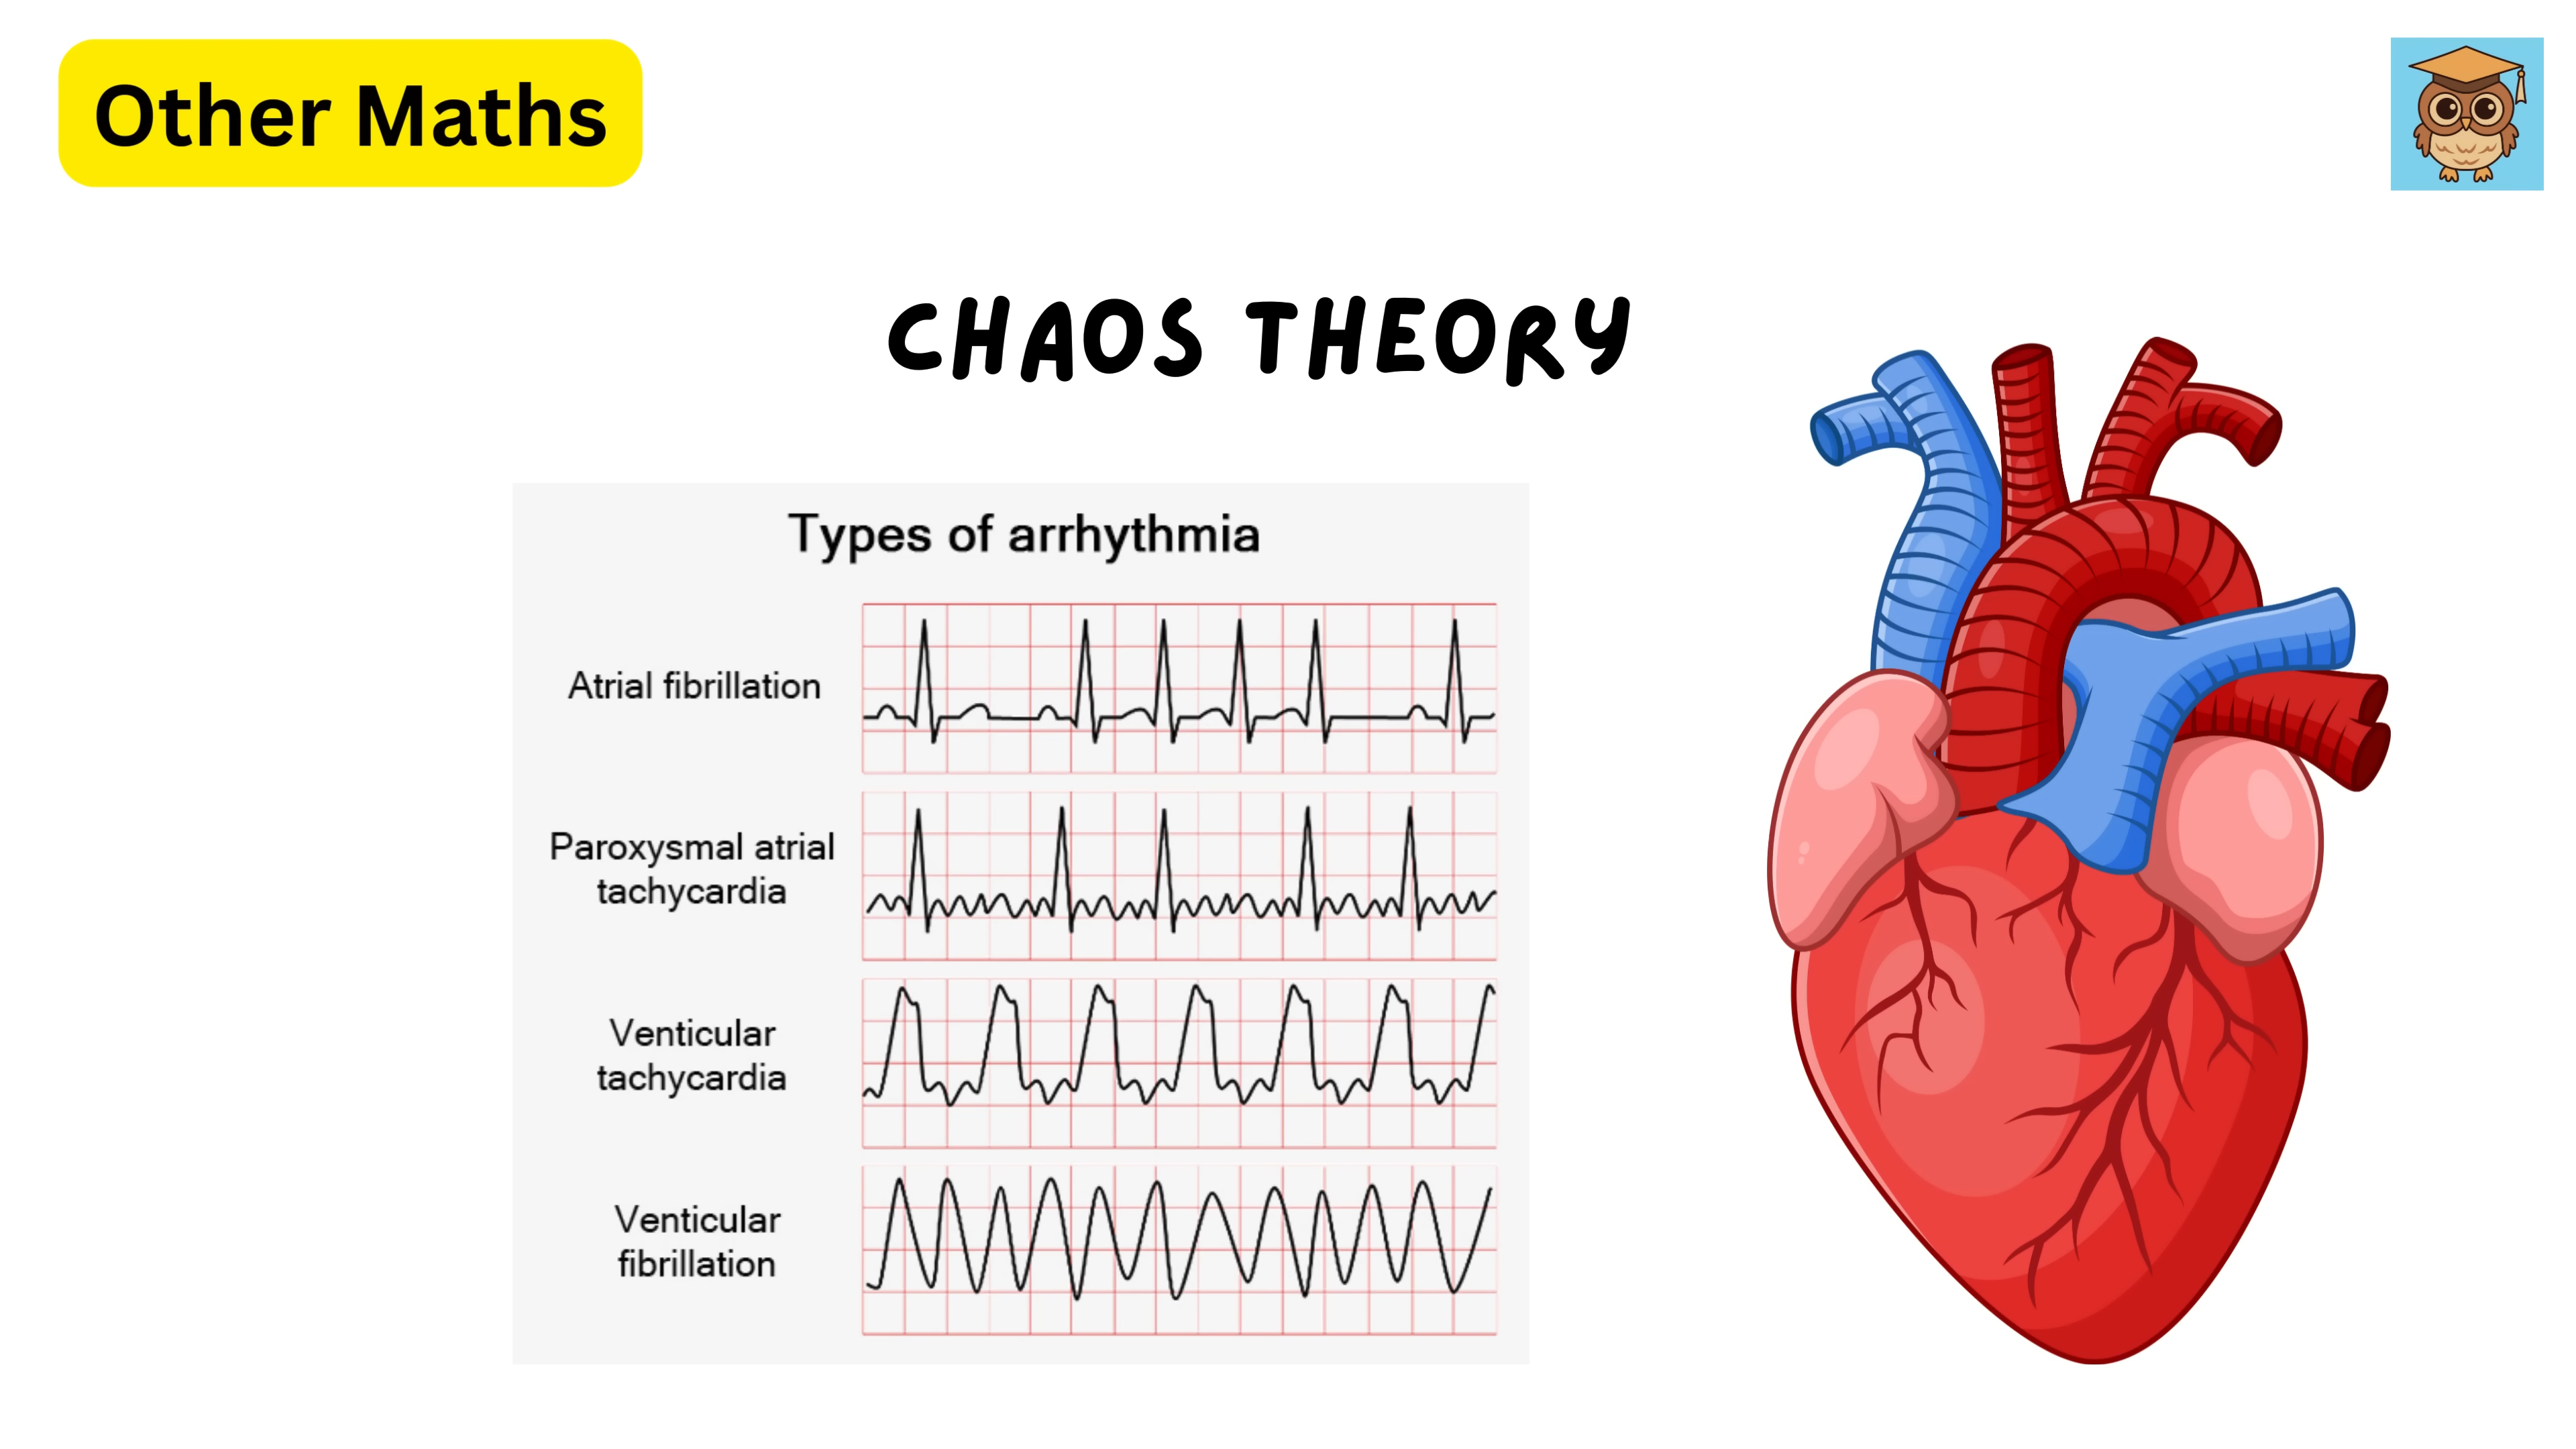 Other Maths
CHAOS THEORY
Types of arrhythmia
Atrial fibrillation
Paroxysmal atrial
tachycardia
Venticular
tachycardia
Venticular
fibrillation